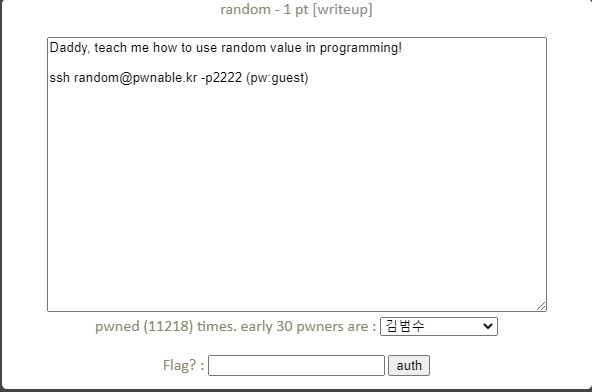 random - 1 pt [writeup]
Daddy, teach me how to use random value in programming!
ssh random@pwnable.kr -p2222 (pw:guest)
pwned (11218) times. early 30 pwners are : 김범수
Flag? : auth